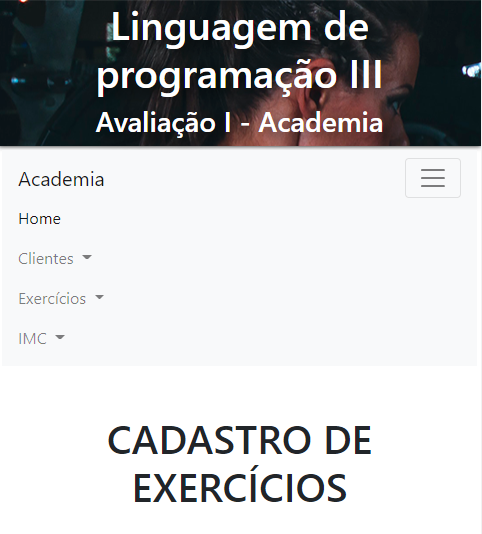 Linguagem de
programação III
Avaliação I - Academia
Academia
Home
Clientes
Exercícios
IMC
CADASTRO DE
EXERCÍCIOS